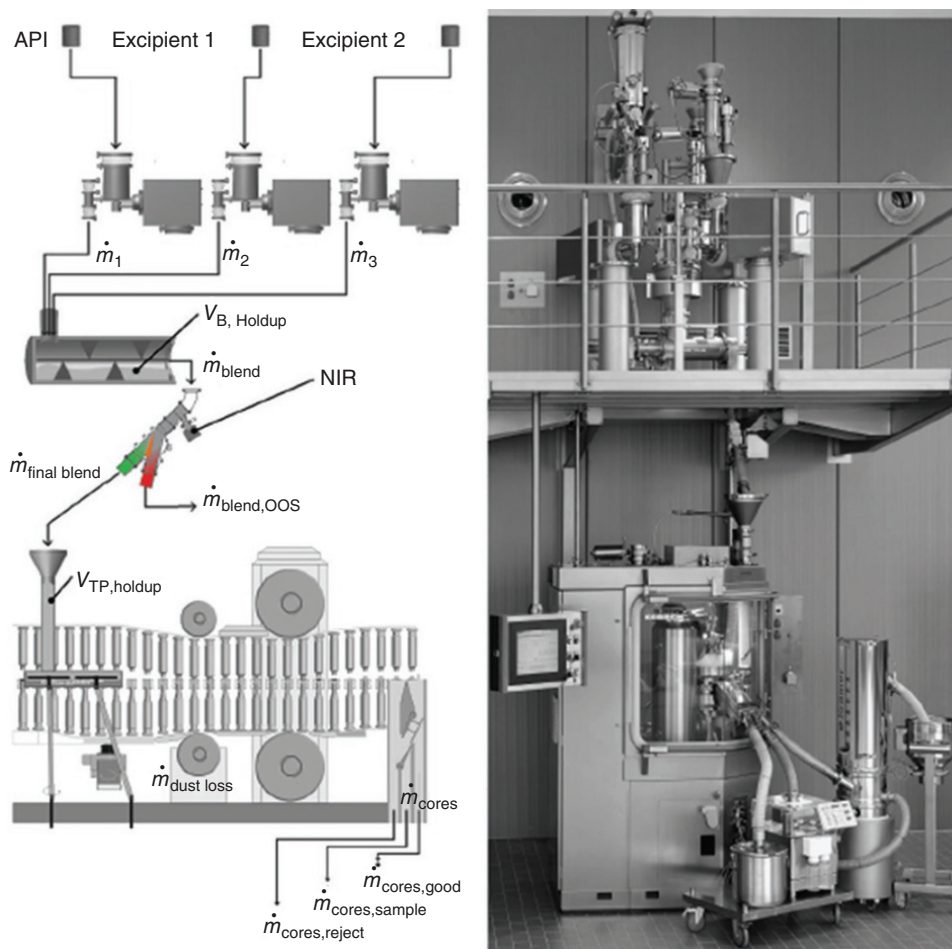 API Excipient 1 Excipient 2
ṁ1 ṁ2 ṁ3
VB, Holdup
ṁblend
NIR
ṁfinal blend
ṁblend,OOS
VTP,holdup
ṁdust loss
ṁcores
ṁcores,good
ṁcores,sample
ṁcores,reject